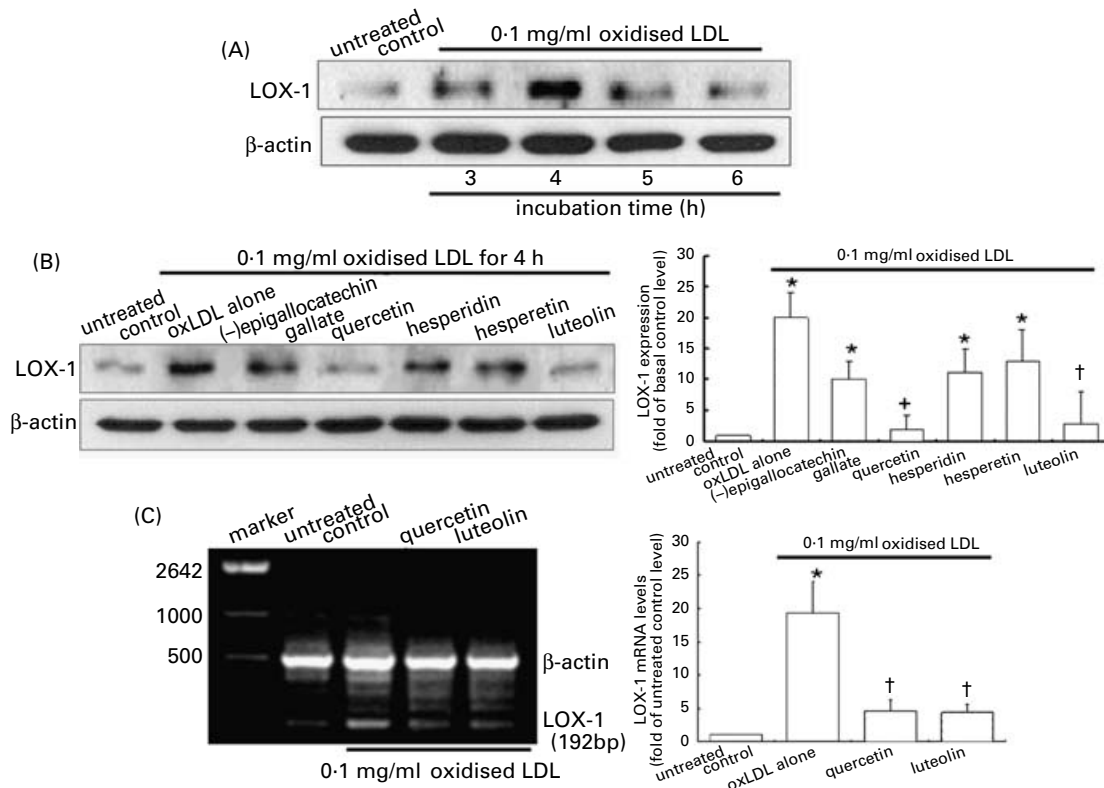 (A)
untreated
control
0·1 mg/ml oxidised LDL
LOX-1
β-actin
3 4 5 6
incubation time (h)
(B)
0·1 mg/ml oxidised LDL for 4 h
untreated
control
oxLDL alone
(–)epigallocatechin
gallate
quercetin
hesperidin
hesperetin
luteolin
LOX-1
β-actin
0·1 mg/ml oxidised LDL
LOX-1 expression
(fold of basal control level)
30
25
20
15
10
5
0
*
*
+
*
*
†
untreated
control
oxLDL alone
(–)epigallocatechin
gallate
quercetin
hesperidin
hesperetin
luteolin
(C)
marker
untreated
control
quercetin
luteolin
2642
1000
500
β-actin
LOX-1
(192bp)
0·1 mg/ml oxidised LDL
0·1 mg/ml oxidised LDL
LOX-1 mRNA levels
(fold of untreated control level)
30
25
20
15
10
5
0
*
†
†
untreated
control
oxLDL alone
quercetin
luteolin